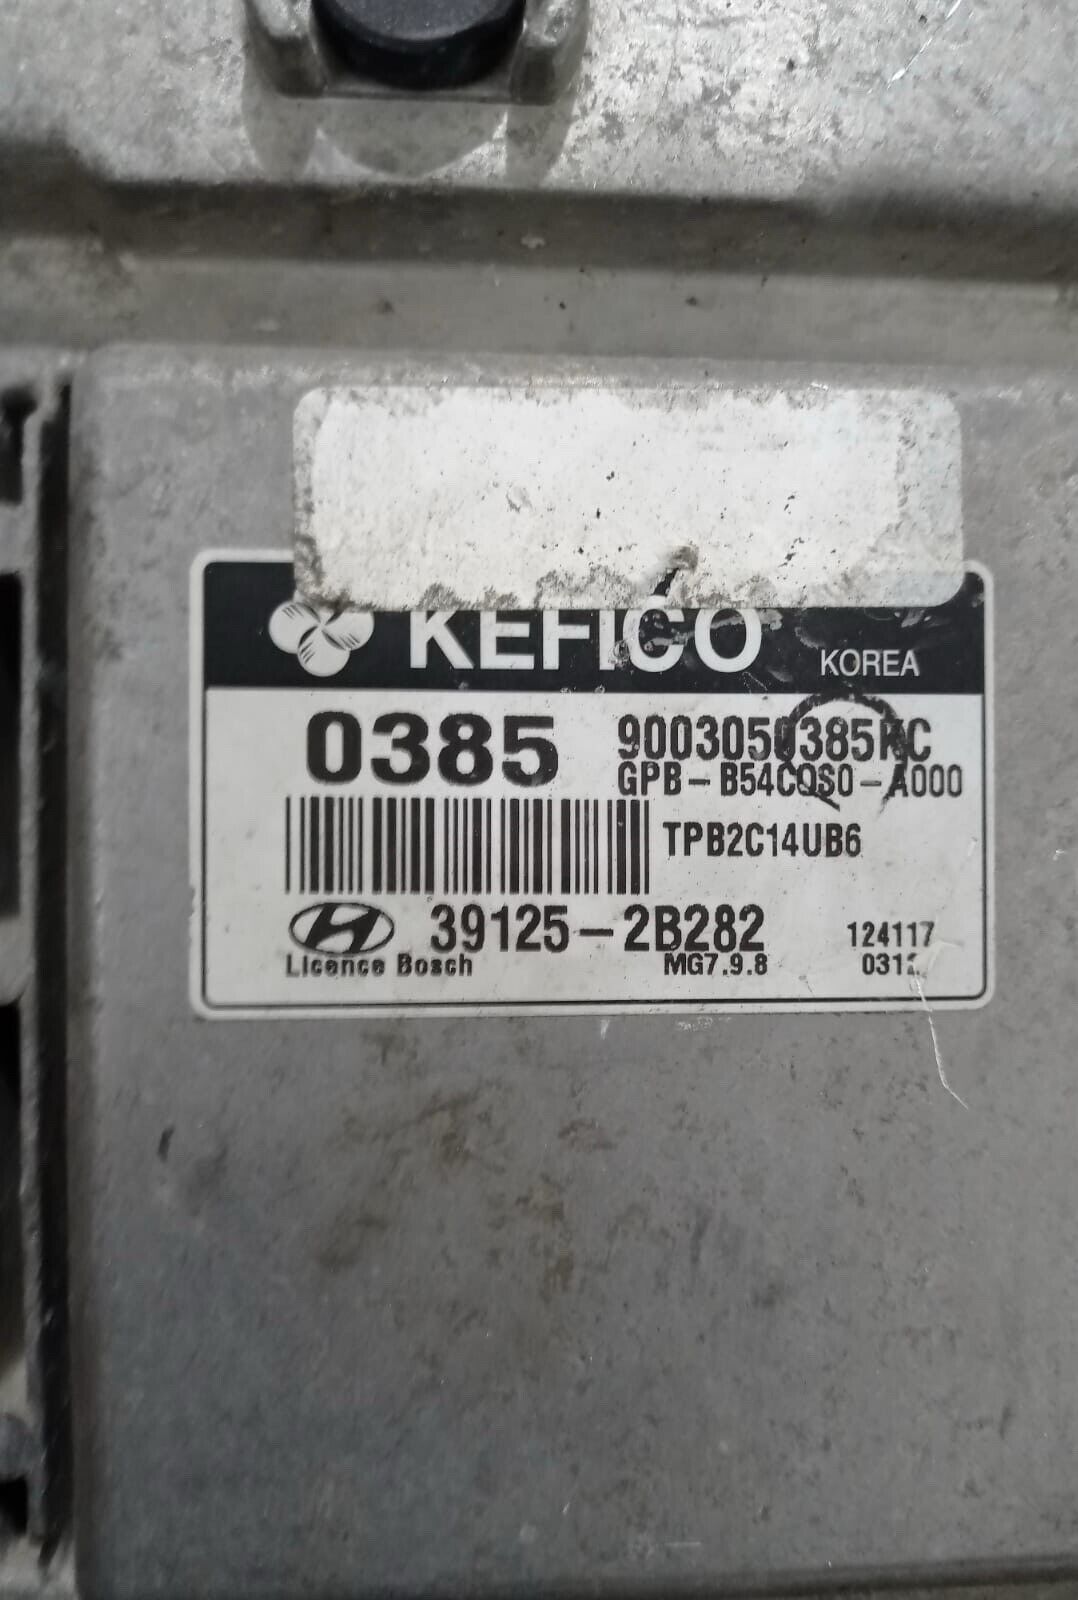 KEFICO KOREA
0385 9003050385KC
GPB-B54CQS0-A000
TPB2C14UB6
39125-2B282 124117
Licence Bosch MG7.9.8